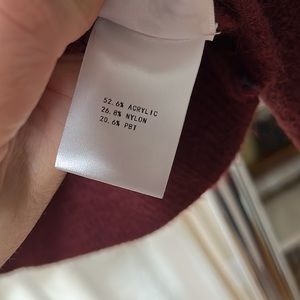 52.6% ACRYLIC
26.8% NYLON
20.6% PBT